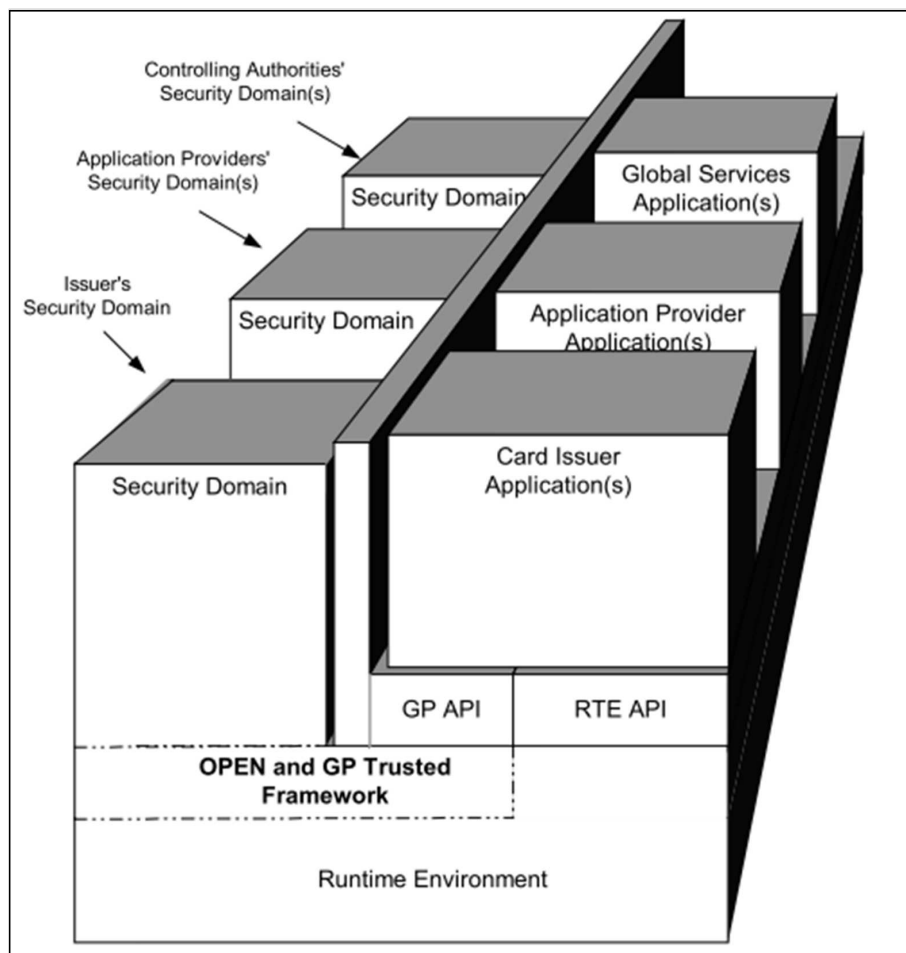 Controlling Authorities'
Security Domain(s)
Application Providers'
Security Domain(s)
Issuer's
Security Domain
Security Domain
Security Domain
Security Domain
Global Services
Application(s)
Application Provider
Application(s)
Card Issuer
Application(s)
GP API
RTE API
OPEN and GP Trusted
Framework
Runtime Environment